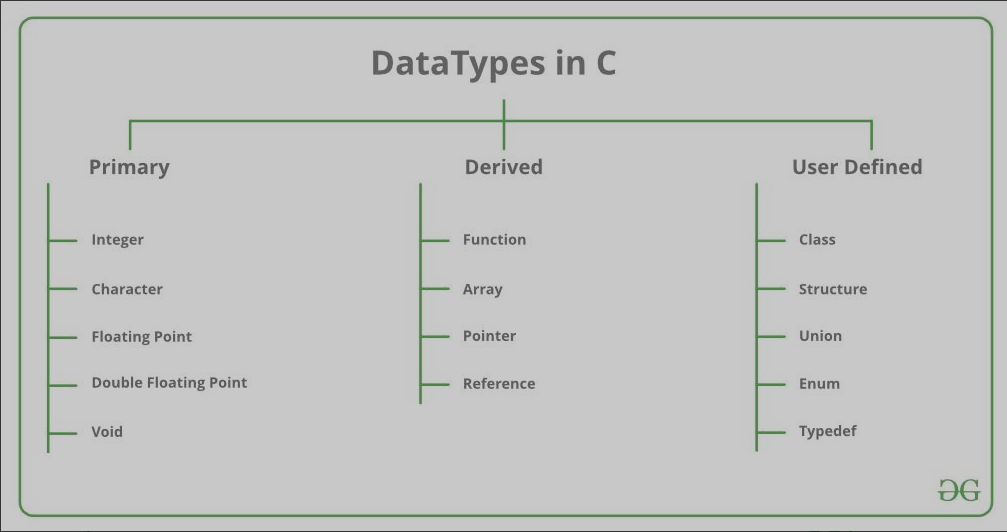 DataTypes in C
Primary
Integer
Character
Floating Point
Double Floating Point
Void
Derived
Function
Array
Pointer
Reference
User Defined
Class
Structure
Union
Enum
Typedef
GG